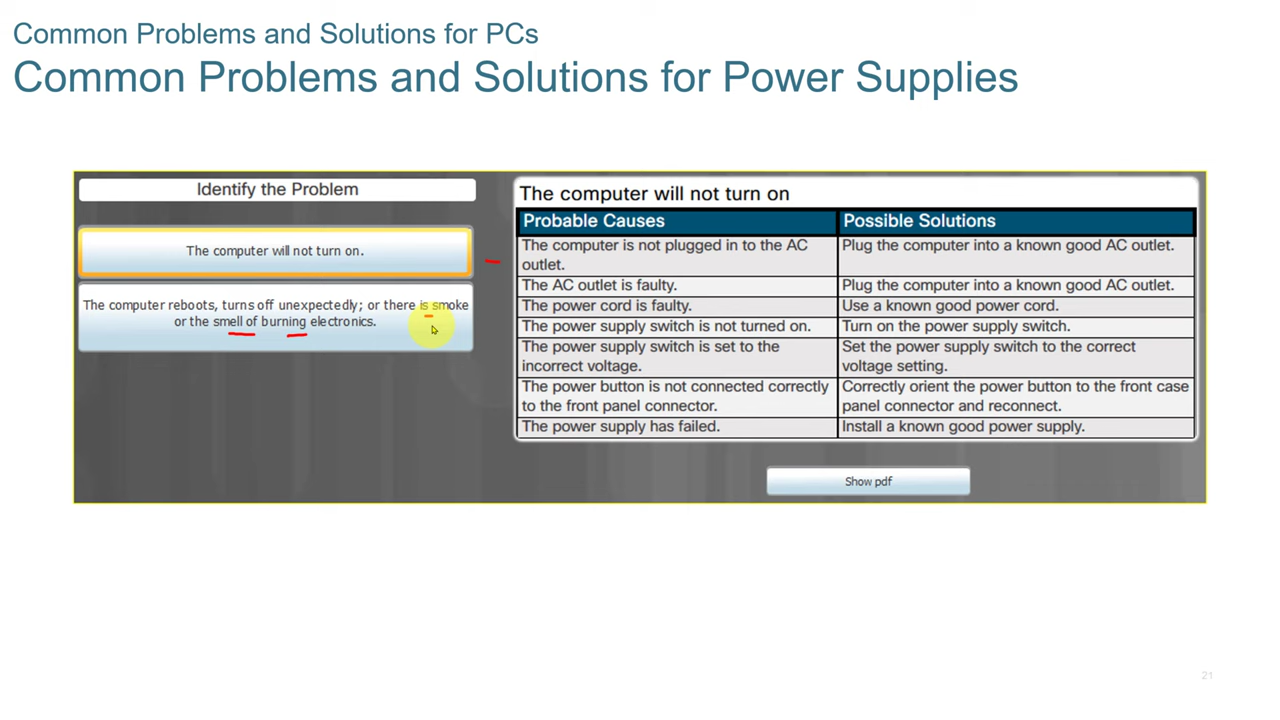 Common Problems and Solutions for PCs
Common Problems and Solutions for Power Supplies
Identify the Problem
The computer will not turn on.
The computer reboots, turns off unexpectedly; or there is smoke
or the smell of burning electronics.
The computer will not turn on
Probable Causes
Possible Solutions
The computer is not plugged in to the AC
outlet.
Plug the computer into a known good AC outlet.
The AC outlet is faulty.
Plug the computer into a known good AC outlet.
The power cord is faulty.
Use a known good power cord.
The power supply switch is not turned on.
Turn on the power supply switch.
The power supply switch is set to the
incorrect voltage.
Set the power supply switch to the correct
voltage setting.
The power button is not connected correctly
to the front panel connector.
Correctly orient the power button to the front case
panel connector and reconnect.
The power supply has failed.
Install a known good power supply.
Show pdf
21